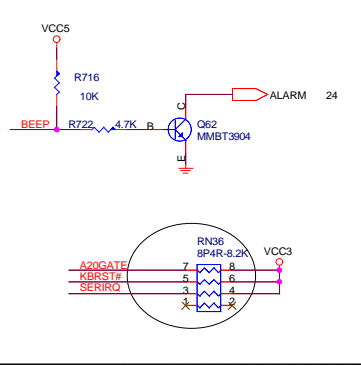 VCC5
R716
10K
BEEP
R722
4.7K
B
C
E
Q62
MMBT3904
ALARM
24
RN36
8P4R-8.2K
VCC3
A20GATE
7
8
KBRST#
5
6
SERIRQ
3
4
1
2